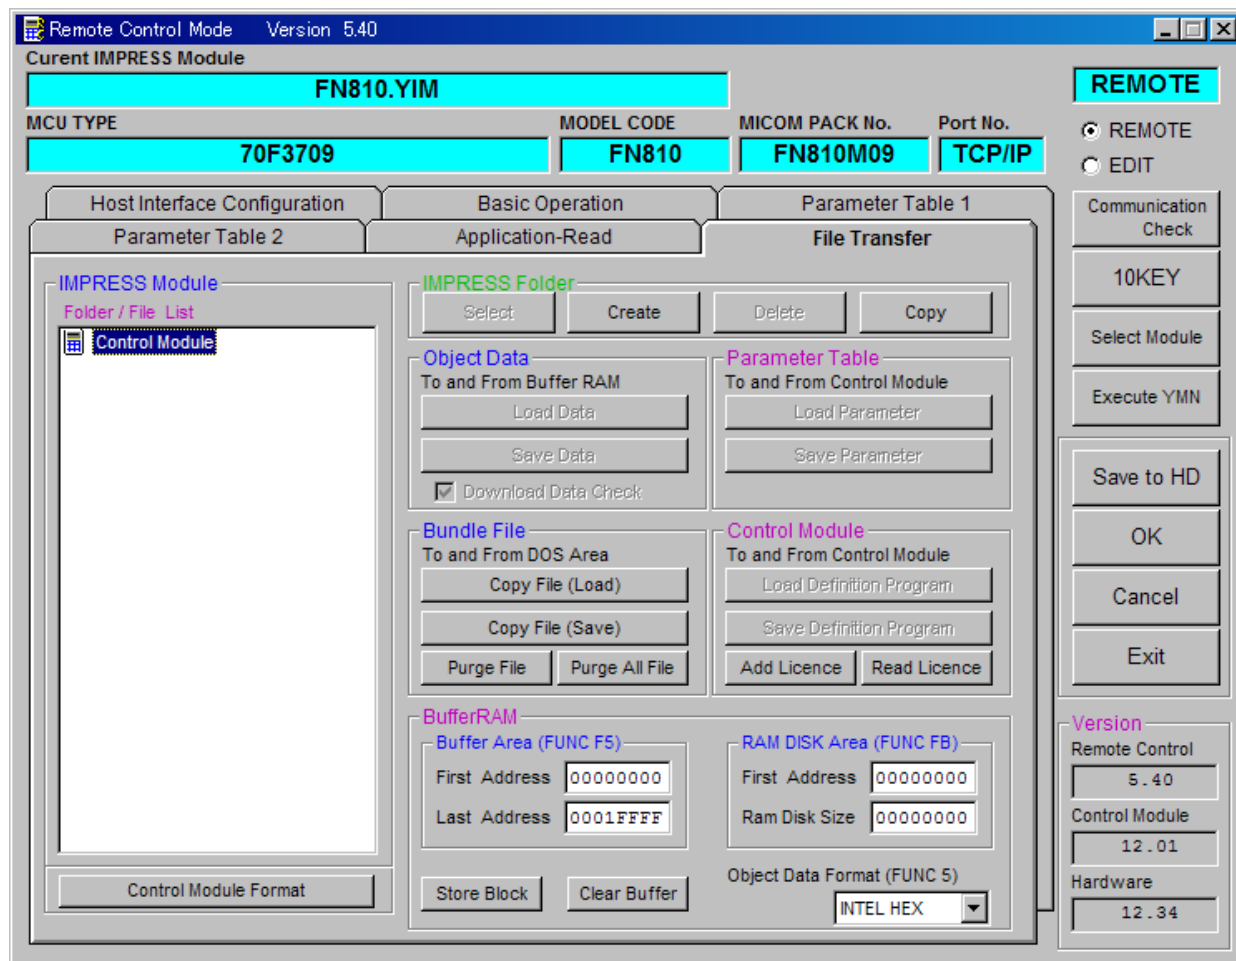 Remote Control Mode Version 5.40
Curent IMPRESS Module
FN810.YIM
REMOTE
MCU TYPE MODEL CODE MICOM PACK No. Port No.
70F3709 FN810 FN810M09 TCP/IP
REMOTE
EDIT
Host Interface Configuration Basic Operation Parameter Table 1
Parameter Table 2 Application-Read File Transfer
IMPRESS Module
Folder / File List
Control Module
Control Module Format
IMPRESS Folder
Select Create Delete Copy
Object Data
To and From Buffer RAM
Load Data
Save Data
Download Data Check
Parameter Table
To and From Control Module
Load Parameter
Save Parameter
Bundle File
To and From DOS Area
Copy File (Load)
Copy File (Save)
Purge File Purge All File
Control Module
To and From Control Module
Load Definition Program
Save Definition Program
Add Licence Read Licence
BufferRAM
Buffer Area (FUNC F5)
First Address 00000000
Last Address 0001FFFF
RAM DISK Area (FUNC FB)
First Address 00000000
Ram Disk Size 00000000
Store Block Clear Buffer
Object Data Format (FUNC 5)
INTEL HEX
Communication
Check
10KEY
Select Module
Execute YMN
Save to HD
OK
Cancel
Exit
Version
Remote Control
5.40
Control Module
12.01
Hardware
12.34